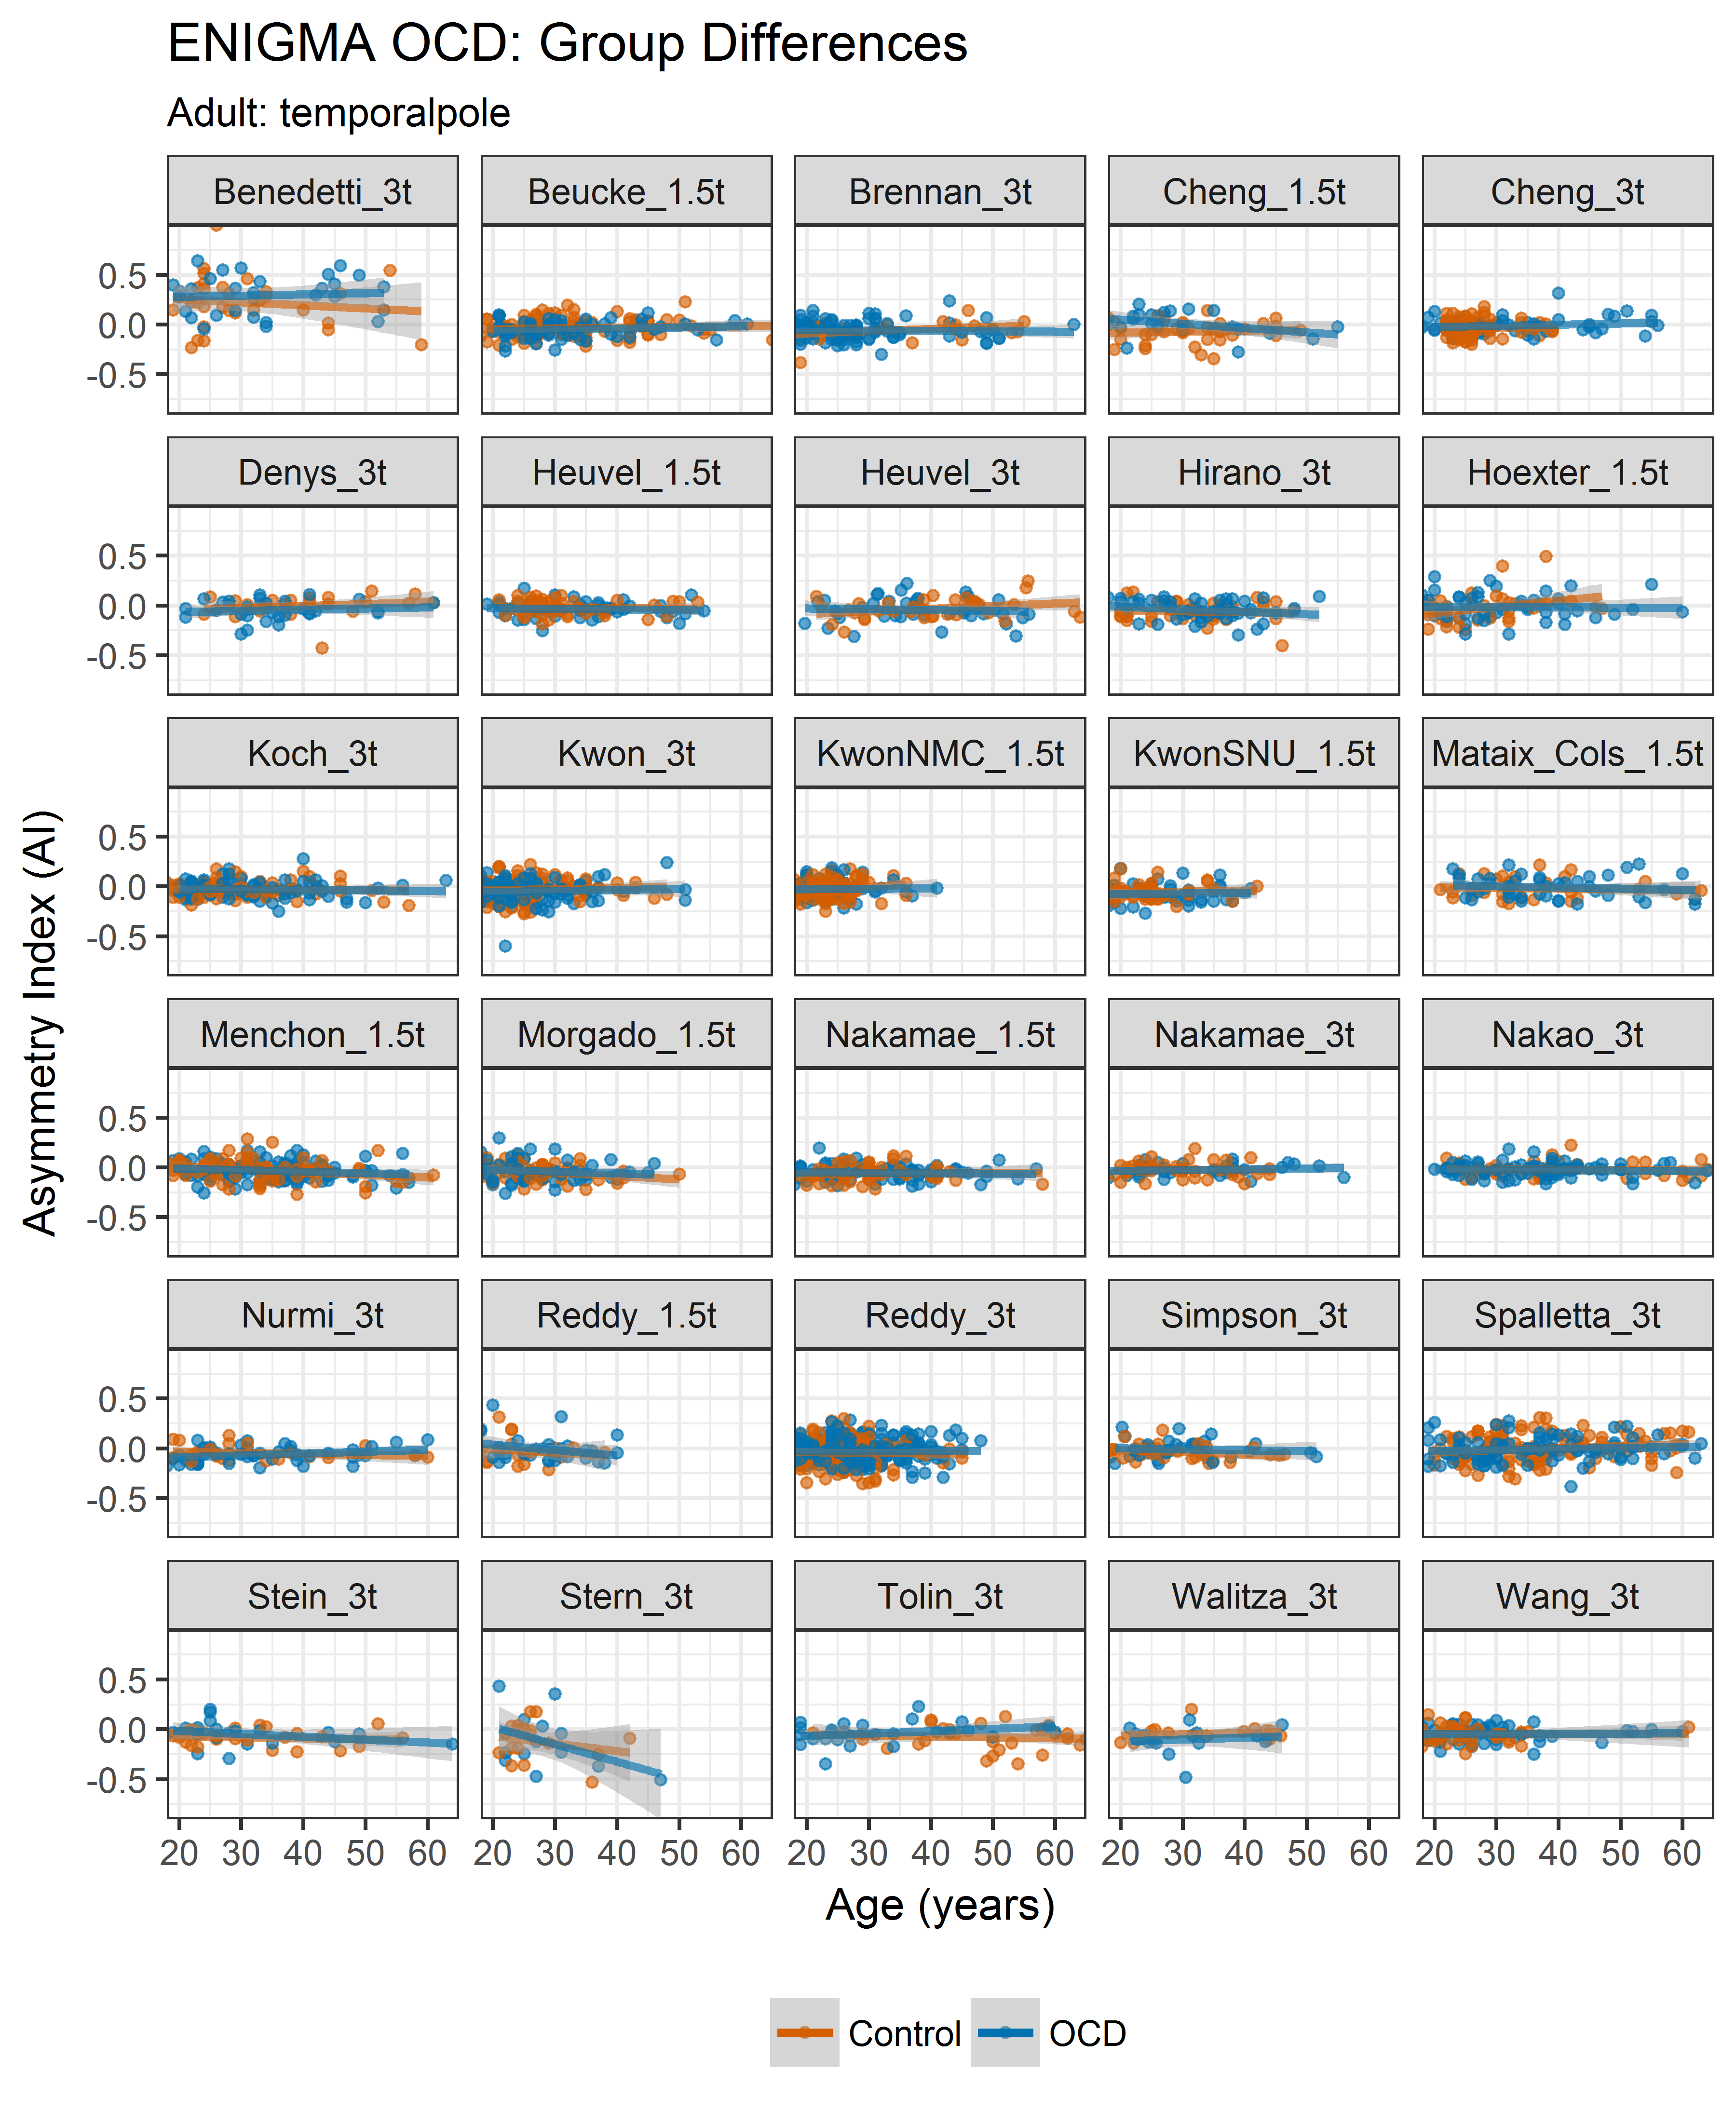 ENIGMA OCD: Group Differences
Adult: temporalpole
Benedetti_3t Beucke_1.5t Brennan_3t Cheng_1.5t Cheng_3t
0.5
0.0
-0.5
Denys_3t Heuvel_1.5t Heuvel_3t Hirano_3t Hoexter_1.5t
0.5
0.0
-0.5
Koch_3t Kwon_3t KwonNMC_1.5t KwonSNU_1.5t Mataix_Cols_1.5t
0.5
0.0
-0.5
Menchon_1.5t Morgado_1.5t Nakamae_1.5t Nakamae_3t Nakao_3t
0.5
0.0
-0.5
Nurmi_3t Reddy_1.5t Reddy_3t Simpson_3t Spalletta_3t
0.5
0.0
-0.5
Stein_3t Stern_3t Tolin_3t Walitza_3t Wang_3t
0.5
0.0
-0.5
20 30 40 50 60 20 30 40 50 60 20 30 40 50 60 20 30 40 50 60 20 30 40 50 60
Asymmetry Index (AI)
Age (years)
Control OCD